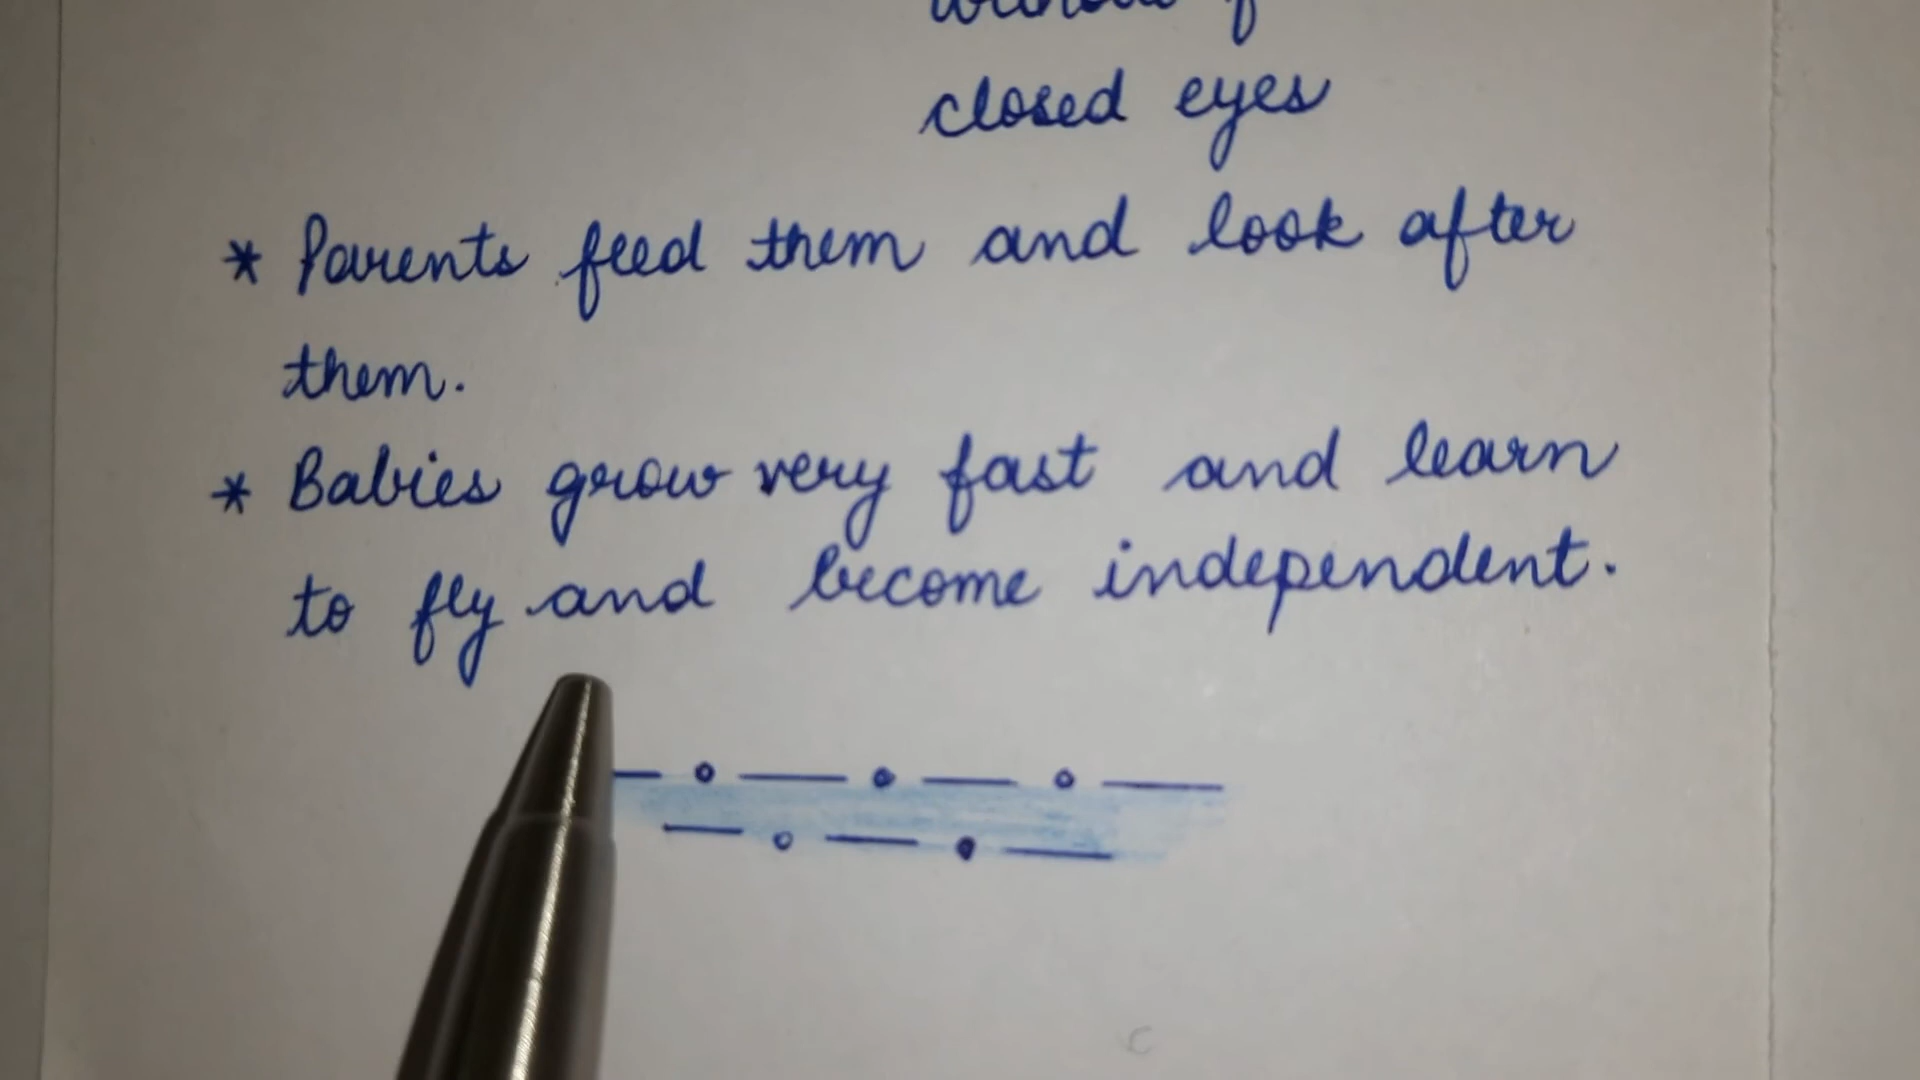 closed eyes
* Parents feed them and look after
them.
* Babies grow very fast and learn
to fly and become independent.